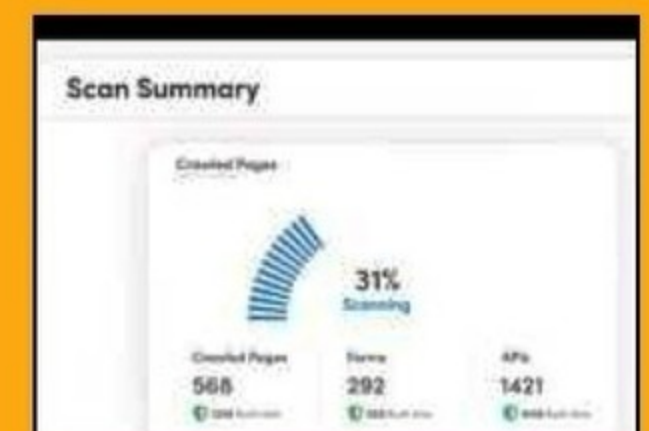 Scan Summary
Crawled Pages
31%
Scanning
Crawled Pages Forms APIs
568 292 1421